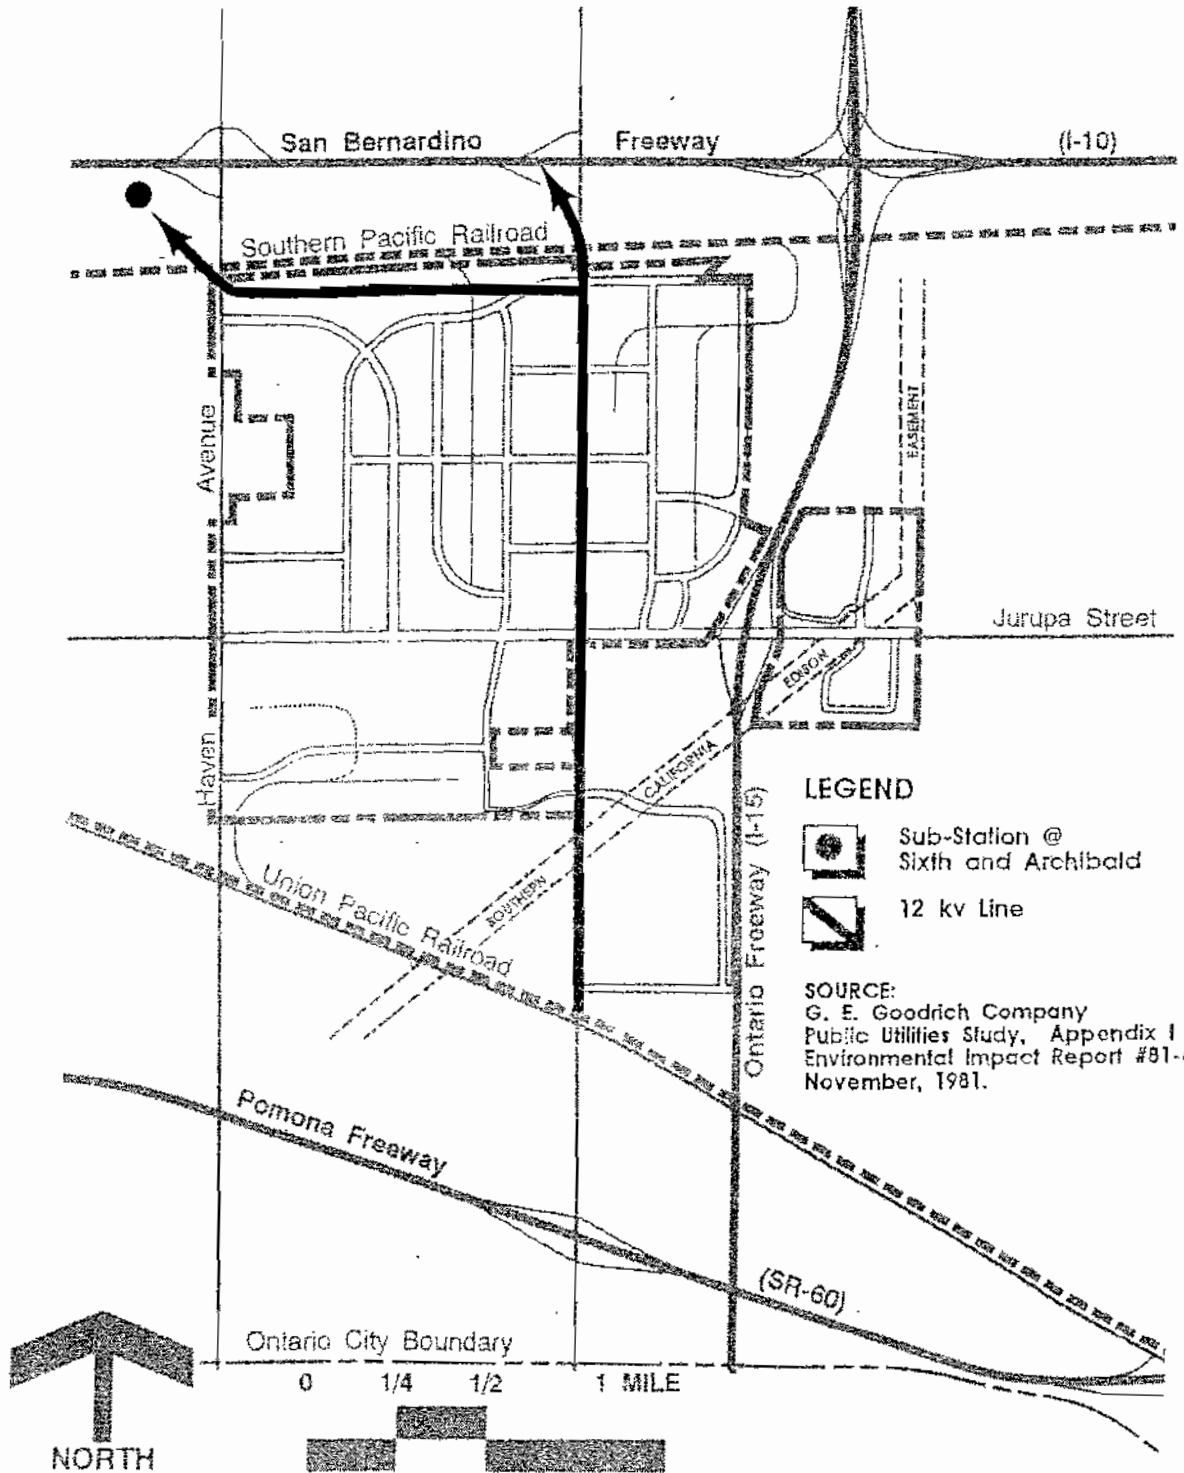 San Bernardino Freeway (I-10)
Southern Pacific Railroad
Haven Avenue
EASEMENT
Jurupa Street
EDISON
CALIFORNIA
SOUTHERN
Union Pacific Railroad
Ontario Freeway (I-15)
LEGEND
Sub-Station @
Sixth and Archibald
12 kv Line
SOURCE:
G. E. Goodrich Company
Public Utilities Study, Appendix I
Environmental Impact Report #81-
November, 1981.
Pomona Freeway
(SR-60)
Ontario City Boundary
0 1/4 1/2 1 MILE
NORTH